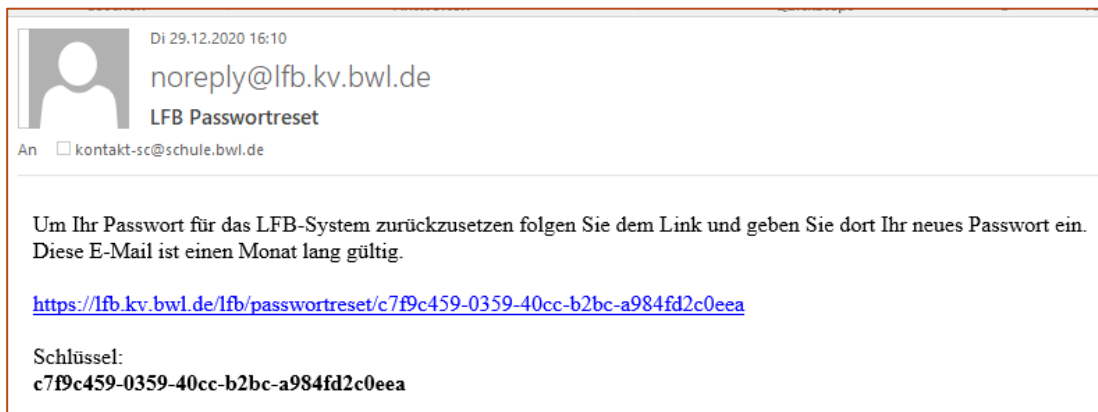 Di 29.12.2020 16:10
noreply@lfb.kv.bwl.de
LFB Passwortreset
An kontakt-sc@schule.bwl.de
Um Ihr Passwort für das LFB-System zurückzusetzen folgen Sie dem Link und geben Sie dort Ihr neues Passwort ein.
Diese E-Mail ist einen Monat lang gültig.
https://lfb.kv.bwl.de/lfb/passwortreset/c7f9c459-0359-40cc-b2bc-a984fd2c0eea
Schlüssel:
c7f9c459-0359-40cc-b2bc-a984fd2c0eea